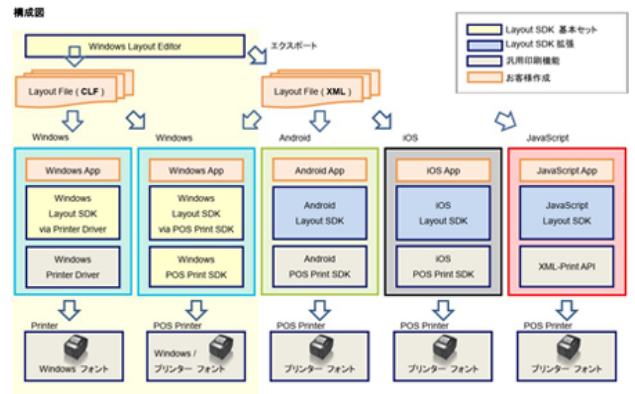 構成図
Windows Layout Editor
エクスポート
Layout SDK 基本セット
Layout SDK 拡張
汎用印刷機能
お客様作成
Layout File ( CLF )
Layout File ( XML )
Windows
Windows
Android
iOS
JavaScript
Windows App
Windows App
Android App
iOS App
JavaScript App
Windows
Layout SDK
via Printer Driver
Windows
Layout SDK
via POS Print SDK
Android
Layout SDK
iOS
Layout SDK
JavaScript
Layout SDK
Windows
Printer Driver
Windows
POS Print SDK
Android
POS Print SDK
iOS
POS Print SDK
XML-Print API
Printer
POS Printer
POS Printer
POS Printer
POS Printer
Windows フォント
Windows /
プリンター フォント
プリンター フォント
プリンター フォント
プリンター フォント